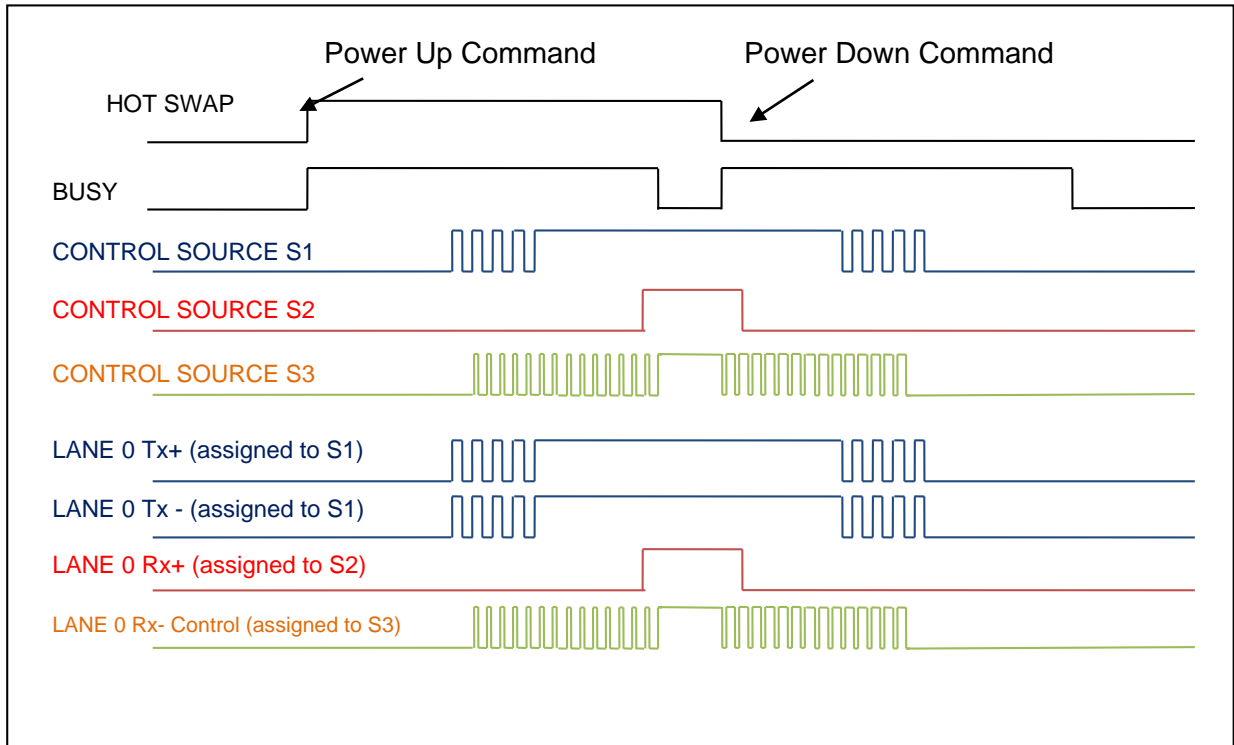 Power Up Command
Power Down Command
HOT SWAP
BUSY
CONTROL SOURCE S1
CONTROL SOURCE S2
CONTROL SOURCE S3
LANE 0 Tx+ (assigned to S1)
LANE 0 Tx - (assigned to S1)
LANE 0 Rx+ (assigned to S2)
LANE 0 Rx- Control (assigned to S3)